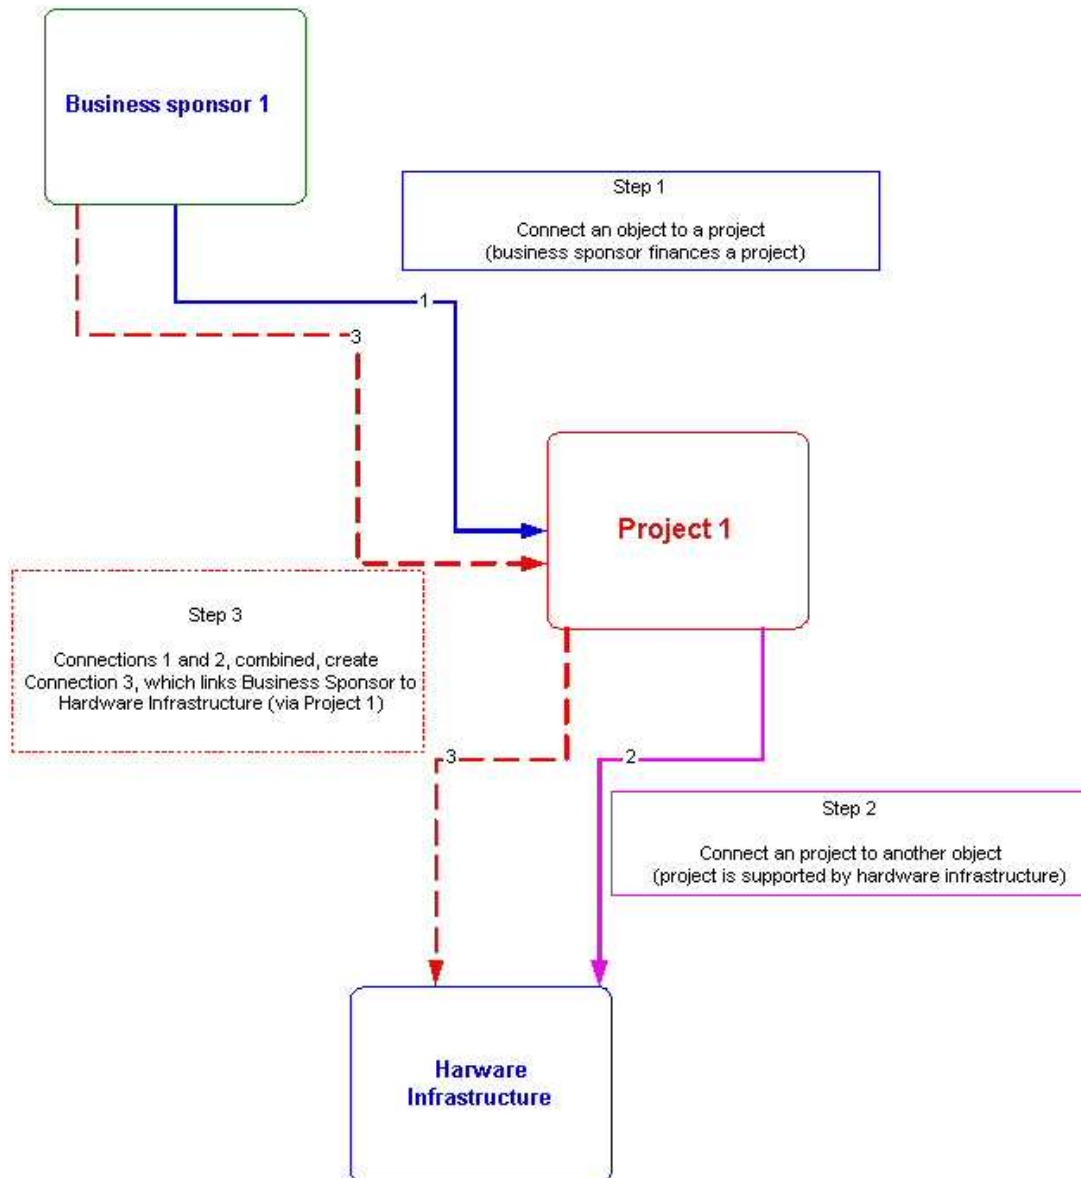 Business sponsor 1
Step 1
Connect an object to a project
(business sponsor finances a project)
1
3
Project 1
Step 3
Connections 1 and 2, combined, create
Connection 3, which links Business Sponsor to
Hardware Infrastructure (via Project 1)
3
2
Step 2
Connect an project to another object
(project is supported by hardware infrastructure)
Harware
Infrastructure